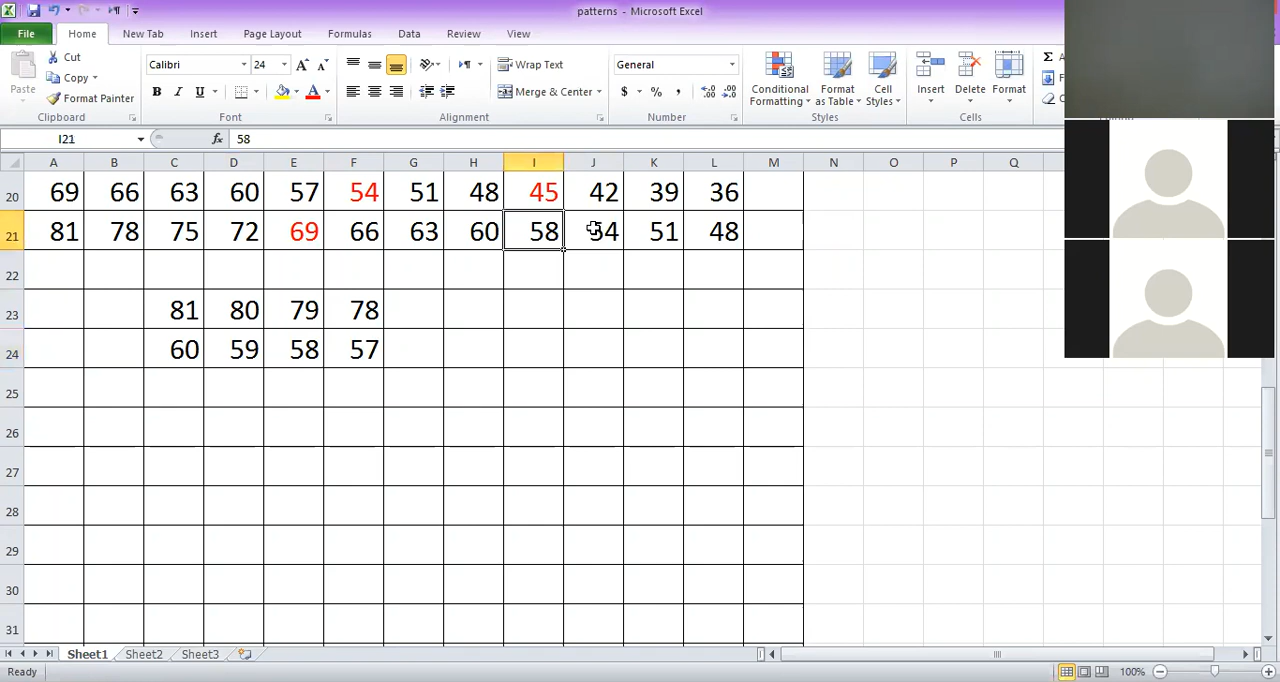 patterns - Microsoft Excel
File Home New Tab Insert Page Layout Formulas Data Review View
Cut
Copy
Format Painter
Paste
Calibri 24
B I U
Wrap Text
Merge & Center
General
$ % ,
Conditional Formatting
Format as Table
Cell Styles
Insert
Delete
Format
Clipboard Font Alignment Number Styles Cells
I21 fx 58
A B C D E F G H I J K L M N O P Q
20 69 66 63 60 57 54 51 48 45 42 39 36
21 81 78 75 72 69 66 63 60 58 54 51 48
22
23 81 80 79 78
24 60 59 58 57
25
26
27
28
29
30
31
Sheet1 Sheet2 Sheet3
Ready 100%